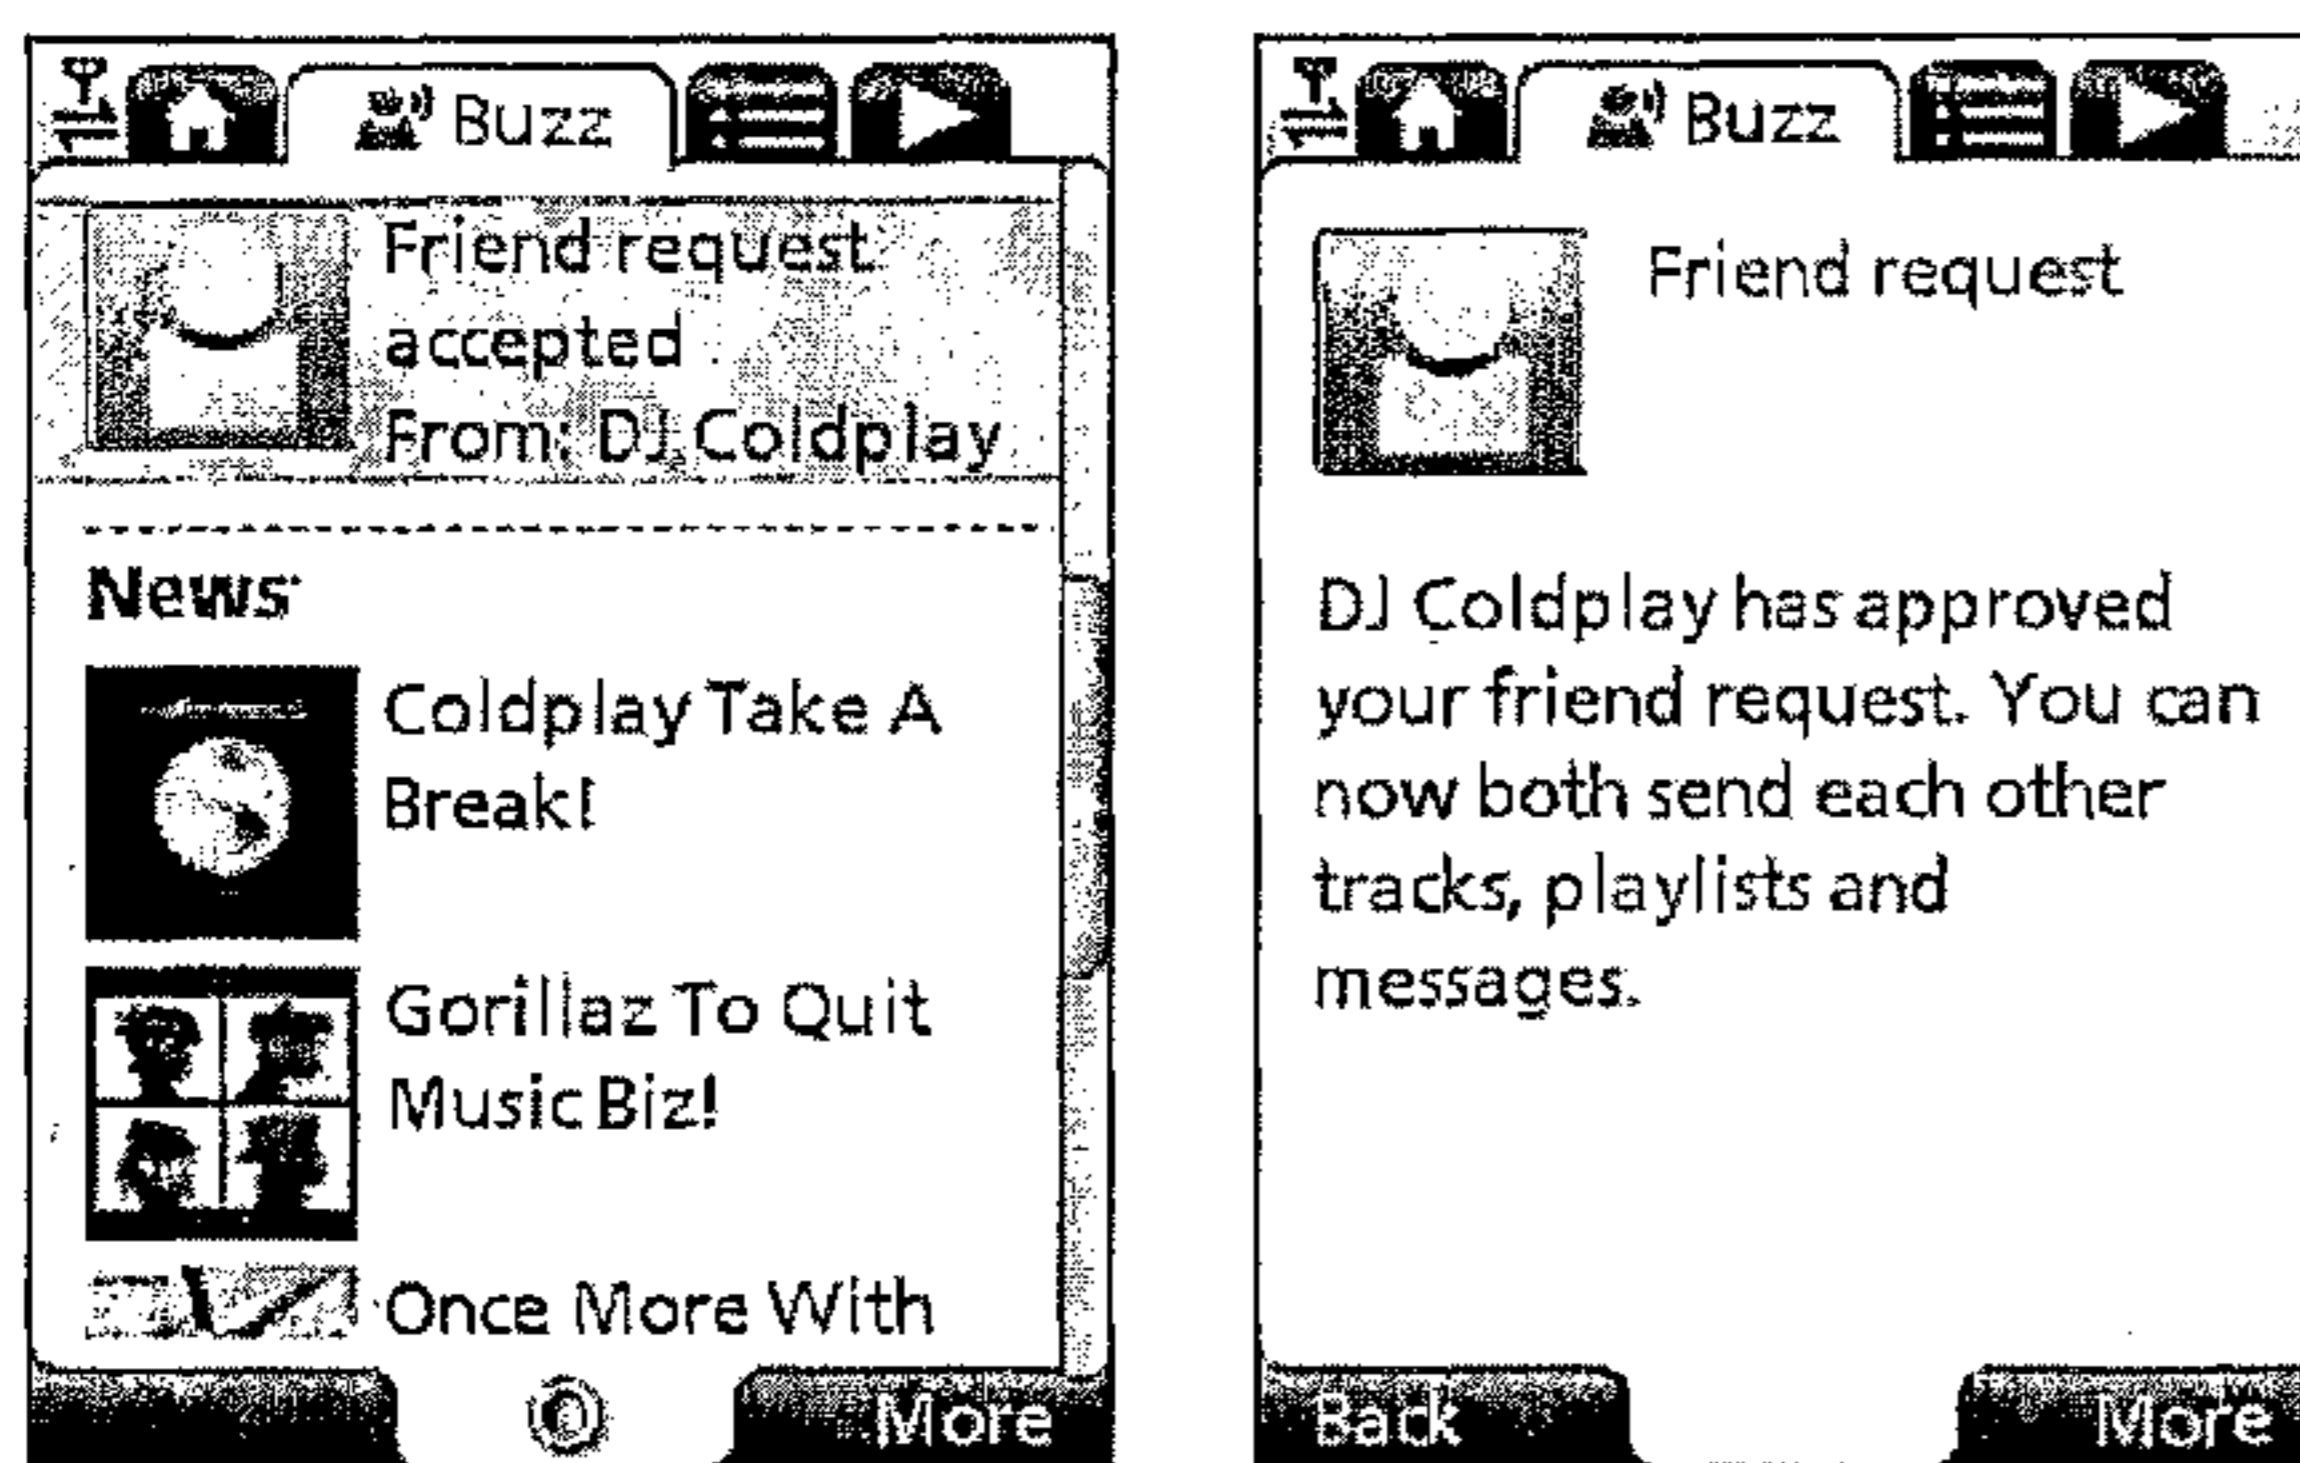 Buzz
Friend request
accepted
From: DJ Coldplay
News
Coldplay Take A
Break!
Gorillaz To Quit
Music Biz!
Once More With
More
Buzz
Friend request
DJ Coldplay has approved
your friend request. You can
now both send each other
tracks, playlists and
messages.
Back
More